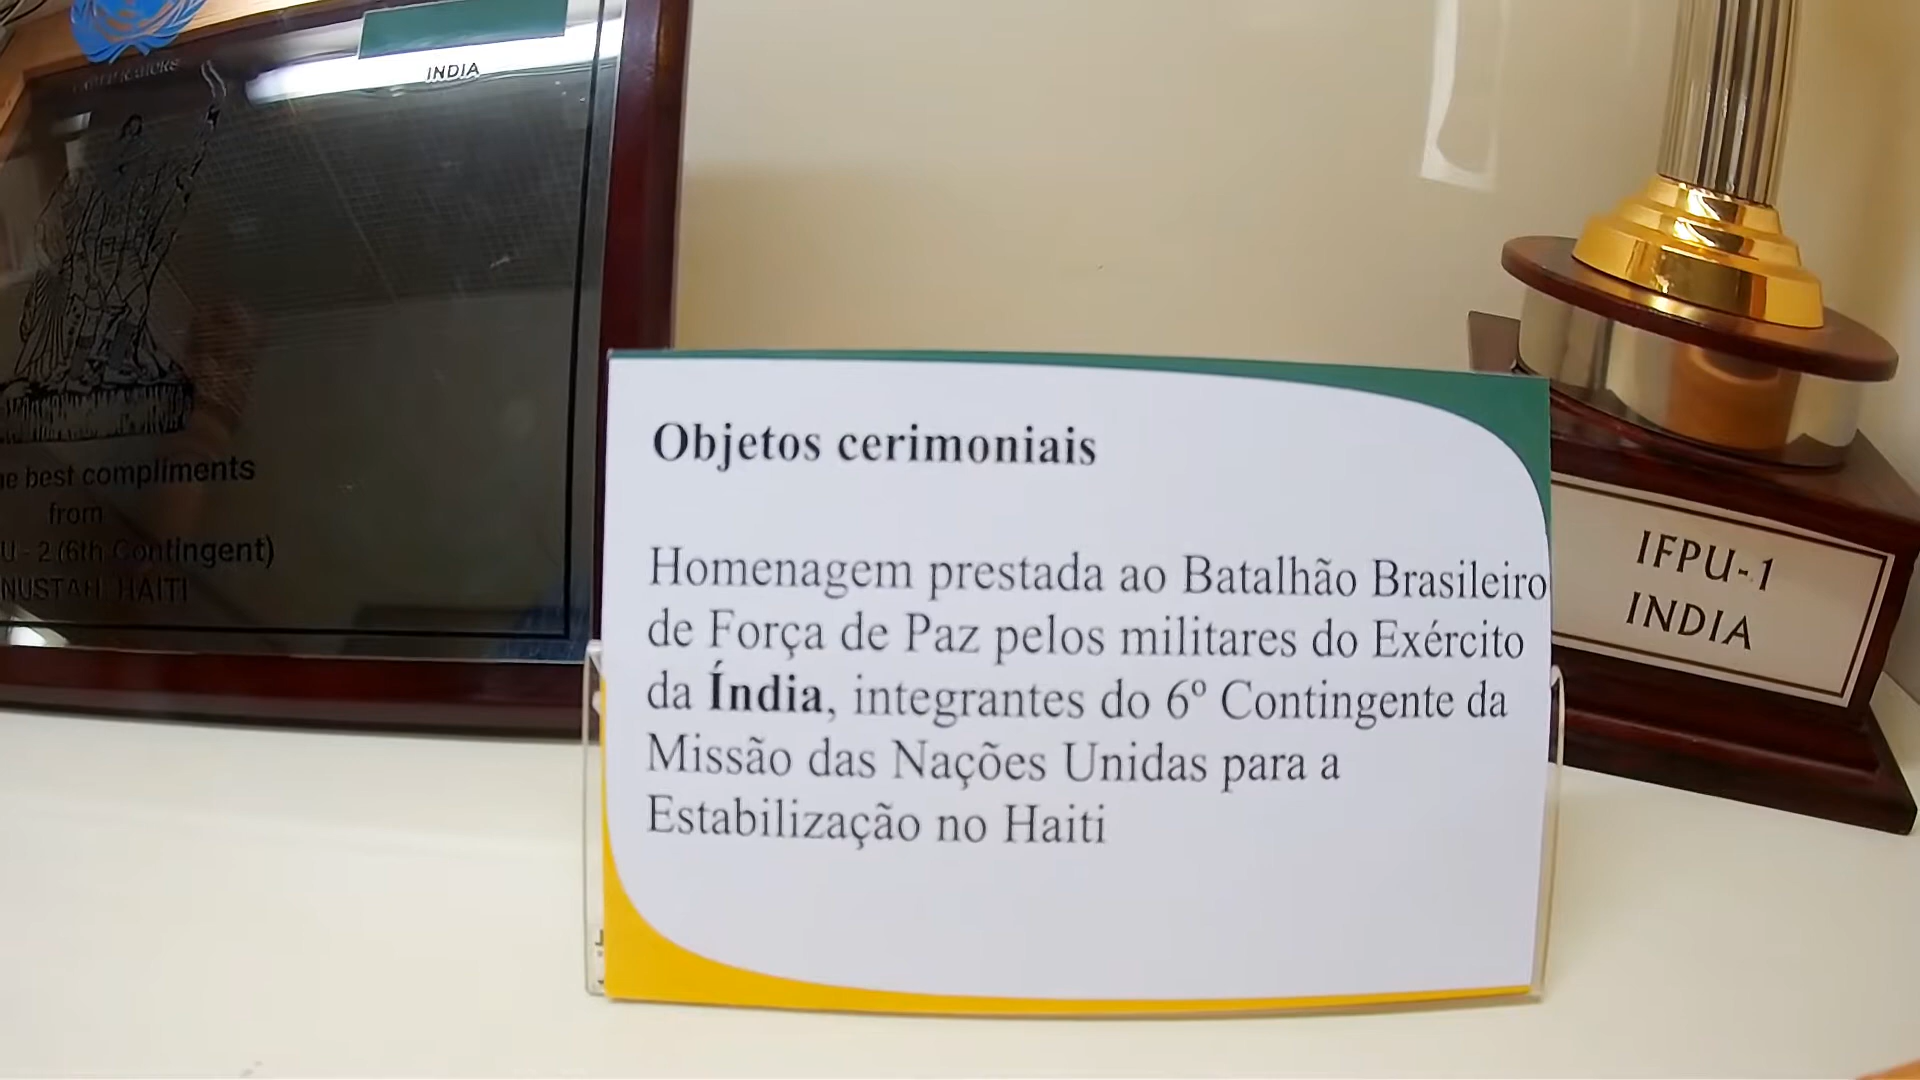 INDIA
best compliments
from
2 (6th Contingent)
HAITI
Objetos cerimoniais
Homenagem prestada ao Batalhão Brasileiro
de Força de Paz pelos militares do Exército
da Índia, integrantes do 6º Contingente da
Missão das Nações Unidas para a
Estabilização no Haiti
IFPU-1
INDIA